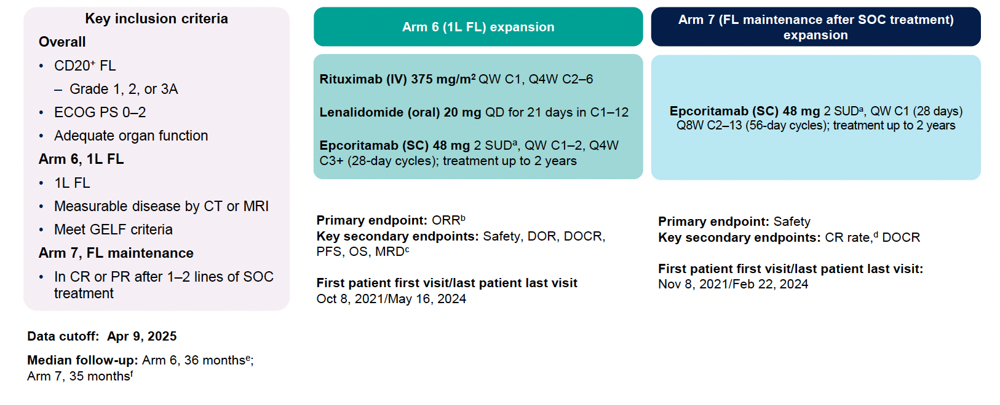 Key inclusion criteria
Overall
• CD20⁺ FL
– Grade 1, 2, or 3A
• ECOG PS 0–2
• Adequate organ function
Arm 6, 1L FL
• 1L FL
• Measurable disease by CT or MRI
• Meet GELF criteria
Arm 7, FL maintenance
• In CR or PR after 1–2 lines of SOC
treatment
Data cutoff: Apr 9, 2025
Median follow-up: Arm 6, 36 monthsᵉ;
Arm 7, 35 monthsᶠ
Arm 6 (1L FL) expansion
Rituximab (IV) 375 mg/m² QW C1, Q4W C2–6
Lenalidomide (oral) 20 mg QD for 21 days in C1–12
Epcoritamab (SC) 48 mg 2 SUDᵃ, QW C1–2, Q4W
C3+ (28-day cycles); treatment up to 2 years
Primary endpoint: ORRᵇ
Key secondary endpoints: Safety, DOR, DOCR,
PFS, OS, MRDᶜ
First patient first visit/last patient last visit
Oct 8, 2021/May 16, 2024
Arm 7 (FL maintenance after SOC treatment)
expansion
Epcoritamab (SC) 48 mg 2 SUDᵃ, QW C1 (28 days)
Q8W C2–13 (56-day cycles); treatment up to 2 years
Primary endpoint: Safety
Key secondary endpoints: CR rate,ᵈ DOCR
First patient first visit/last patient last visit:
Nov 8, 2021/Feb 22, 2024